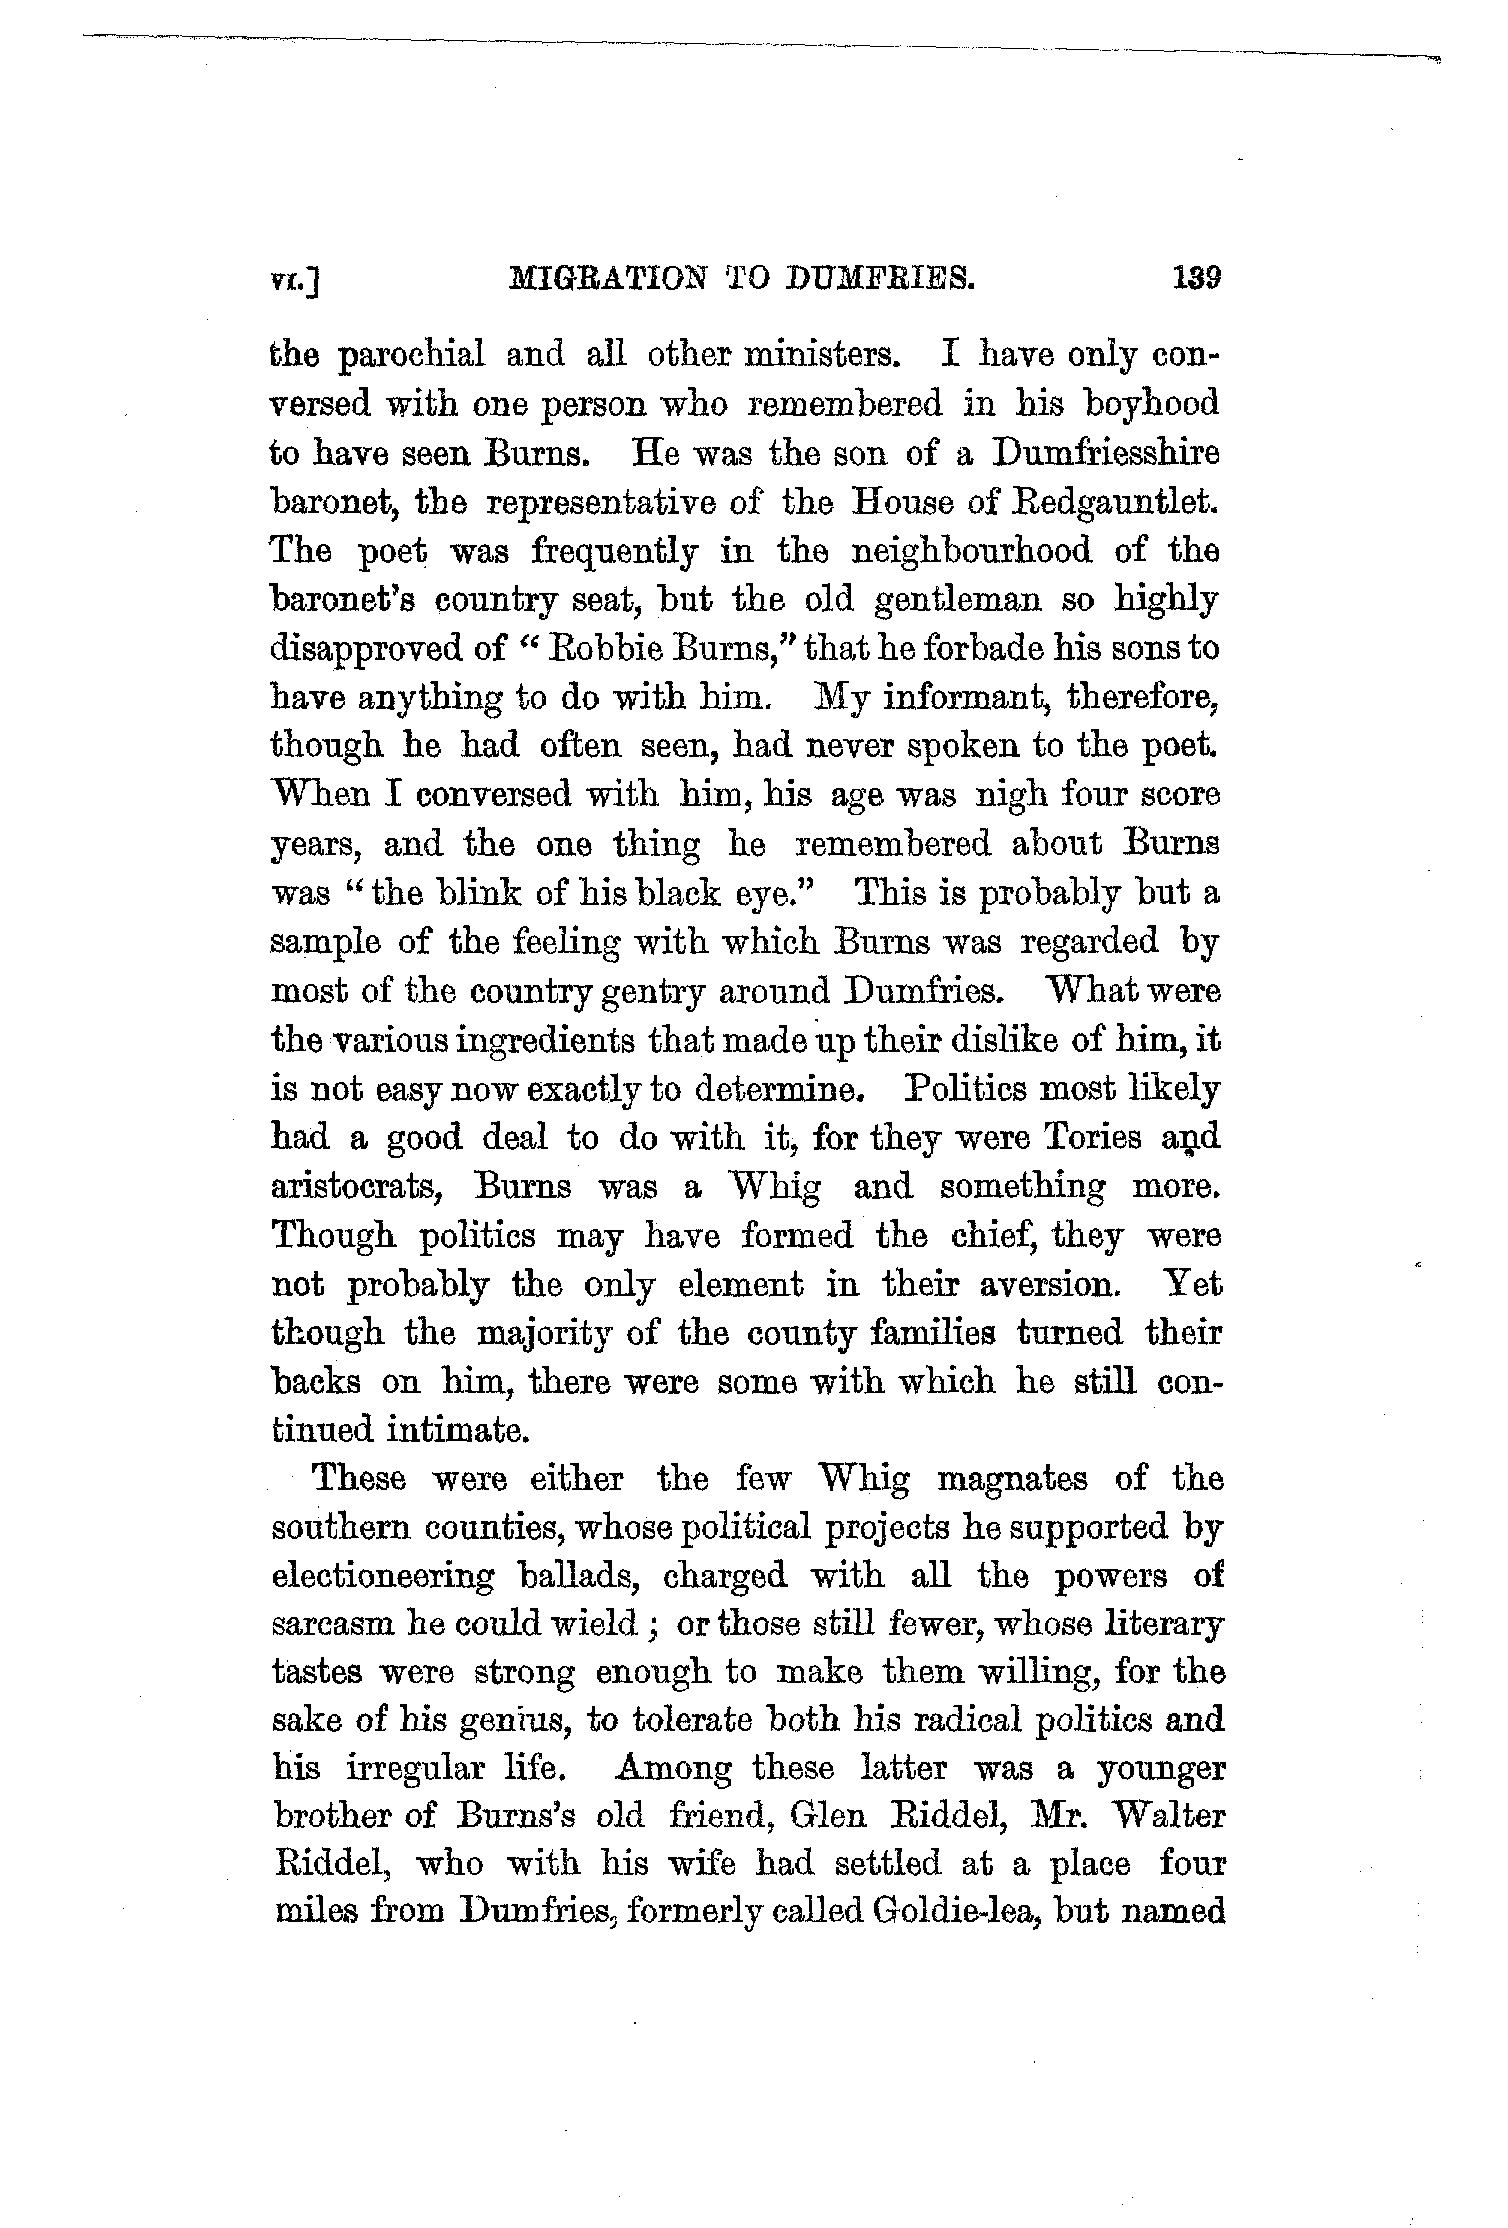 VI.] MIGRATION TO DUMFRIES. 139
the parochial and all other ministers. I have only con-
versed with one person who remembered in his boyhood
to have seen Burns. He was the son of a Dumfriesshire
baronet, the representative of the House of Redgauntlet.
The poet was frequently in the neighbourhood of the
baronet's country seat, but the old gentleman so highly
disapproved of "Robbie Burns," that he forbade his sons to
have anything to do with him. My informant, therefore,
though he had often seen, had never spoken to the poet.
When I conversed with him, his age was nigh four score
years, and the one thing he remembered about Burns
was "the blink of his black eye." This is probably but a
sample of the feeling with which Burns was regarded by
most of the country gentry around Dumfries. What were
the various ingredients that made up their dislike of him, it
is not easy now exactly to determine. Politics most likely
had a good deal to do with it, for they were Tories and
aristocrats, Burns was a Whig and something more.
Though politics may have formed the chief, they were
not probably the only element in their aversion. Yet
though the majority of the county families turned their
backs on him, there were some with which he still con-
tinued intimate.
These were either the few Whig magnates of the
southern counties, whose political projects he supported by
electioneering ballads, charged with all the powers of
sarcasm he could wield; or those still fewer, whose literary
tastes were strong enough to make them willing, for the
sake of his genius, to tolerate both his radical politics and
his irregular life. Among these latter was a younger
brother of Burns's old friend, Glen Riddel, Mr. Walter
Riddel, who with his wife had settled at a place four
miles from Dumfries, formerly called Goldie-lea, but named